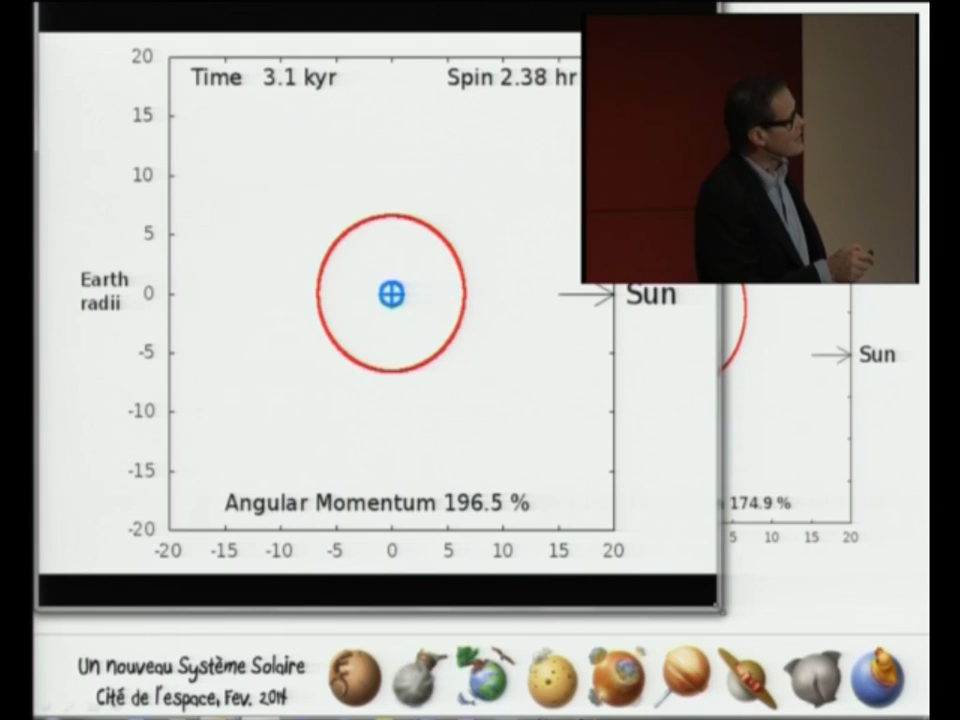 20
Time 3.1 kyr
Spin 2.38 hr
15
10
5
Earth
radii
0
Sun
-5
-10
-15
Angular Momentum 196.5 %
-20
-20 -15 -10 -5 0 5 10 15 20
Sun
174.9 %
5 10 15 20
Un nouveau Système Solaire
Cité de l'espace, Fev. 2014